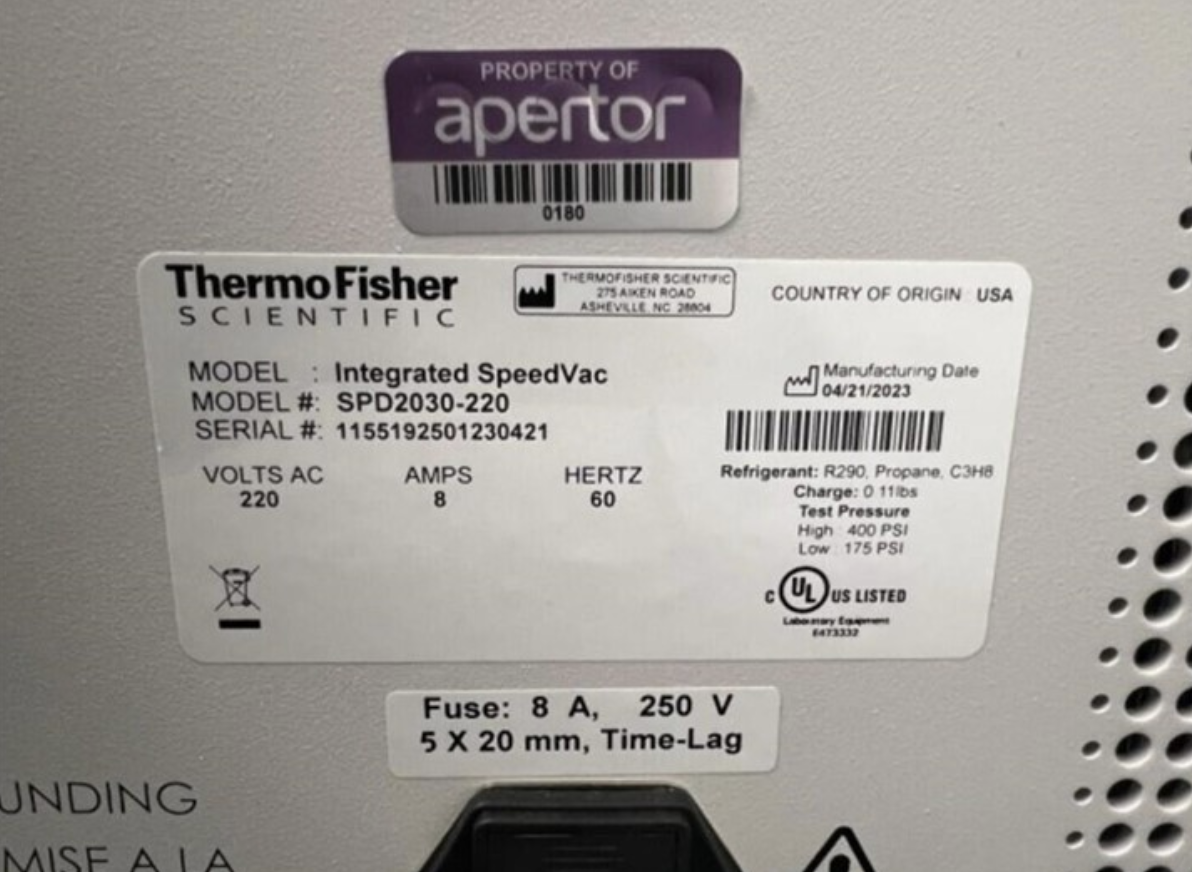 PROPERTY OF
apertor
0180
ThermoFisher
SCIENTIFIC
THERMOFISHER SCIENTIFIC
275 AIKEN ROAD
ASHEVILLE, NC 28804
COUNTRY OF ORIGIN : USA
MODEL : Integrated SpeedVac
MODEL #: SPD2030-220
SERIAL #: 1155192501230421
Manufacturing Date
04/21/2023
VOLTS AC AMPS HERTZ
220 8 60
Refrigerant: R290, Propane, C3H8
Charge: 0.11lbs
Test Pressure
High : 400 PSI
Low : 175 PSI
C UL US LISTED
Laboratory Equipment
E473332
Fuse: 8 A, 250 V
5 X 20 mm, Time-Lag
UNDING
MISE A LA